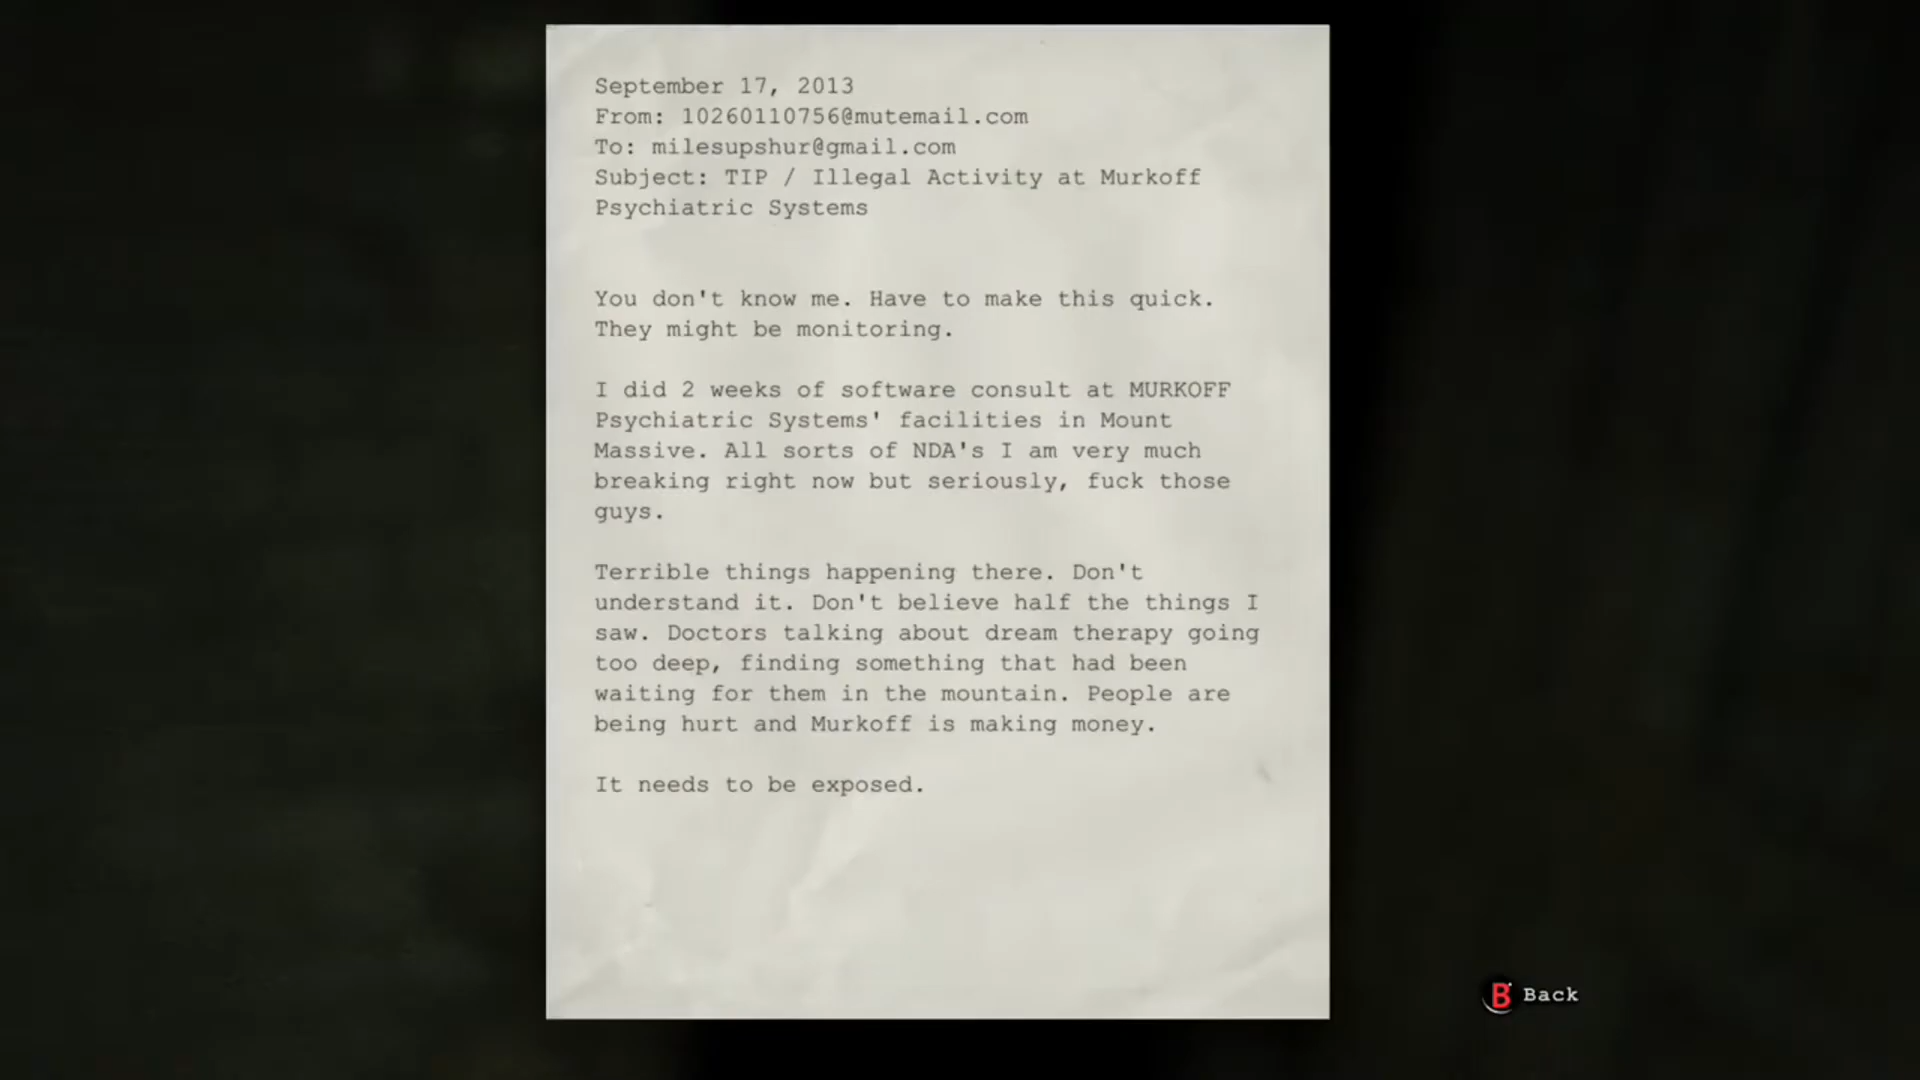 September 17, 2013
From: 10260110756@mutemail.com
To: milesupshur@gmail.com
Subject: TIP / Illegal Activity at Murkoff
Psychiatric Systems
You don't know me. Have to make this quick.
They might be monitoring.
I did 2 weeks of software consult at MURKOFF
Psychiatric Systems' facilities in Mount
Massive. All sorts of NDA's I am very much
breaking right now but seriously, fuck those
guys.
Terrible things happening there. Don't
understand it. Don't believe half the things I
saw. Doctors talking about dream therapy going
too deep, finding something that had been
waiting for them in the mountain. People are
being hurt and Murkoff is making money.
It needs to be exposed.
B Back